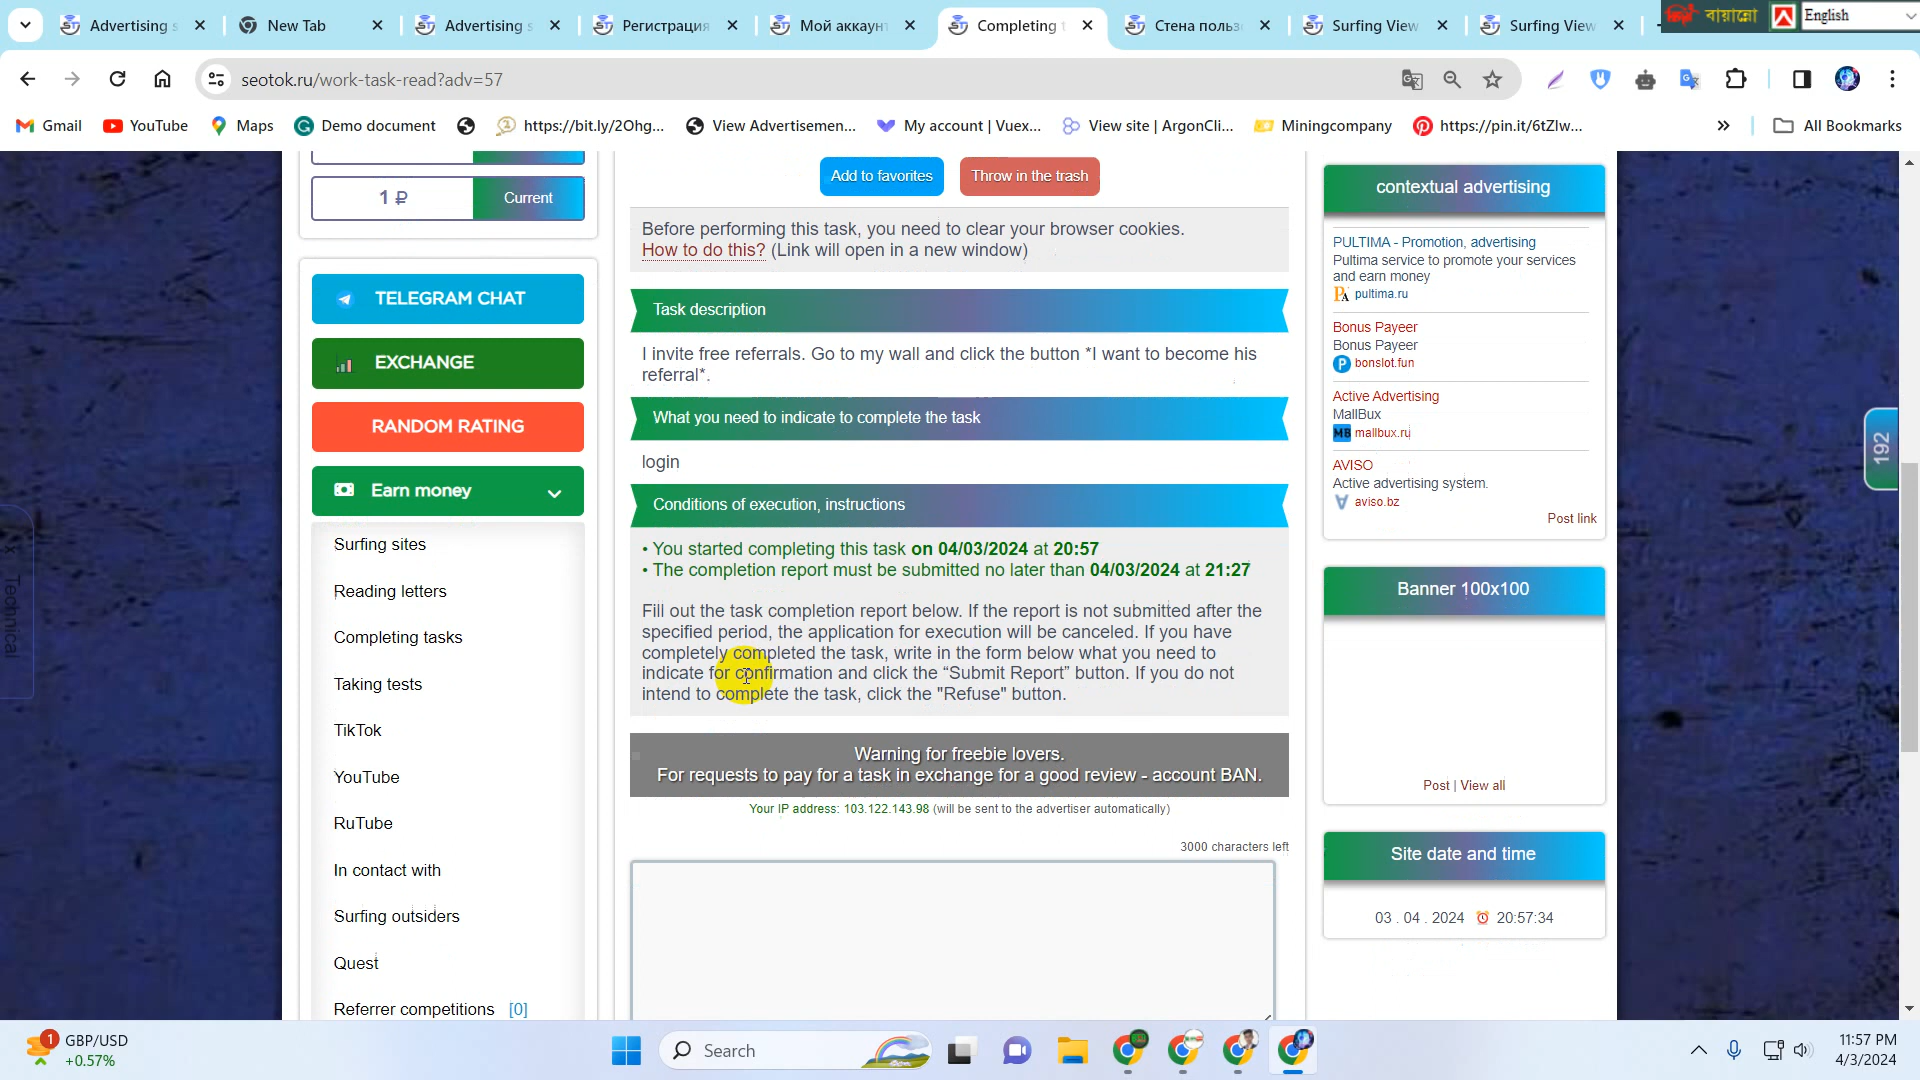 Advertising s
New Tab
Advertising s
Регистрация
Мой аккаун
Completing t
Стена польз
Surfing View
Surfing View
বায়ান্নো
English
seotok.ru/work-task-read?adv=57
Gmail
YouTube
Maps
Demo document
https://bit.ly/2Ohg...
View Advertisemen...
My account | Vuex...
View site | ArgonCli...
Miningcompany
https://pin.it/6tZlw...
All Bookmarks
1 ₽
Current
TELEGRAM CHAT
EXCHANGE
RANDOM RATING
Earn money
Surfing sites
Reading letters
Completing tasks
Taking tests
TikTok
YouTube
RuTube
In contact with
Surfing outsiders
Quest
Referrer competitions [0]
Technical
Add to favorites
Throw in the trash
Before performing this task, you need to clear your browser cookies.
How to do this? (Link will open in a new window)
Task description
I invite free referrals. Go to my wall and click the button *I want to become his
referral*.
What you need to indicate to complete the task
login
Conditions of execution, instructions
• You started completing this task on 04/03/2024 at 20:57
• The completion report must be submitted no later than 04/03/2024 at 21:27
Fill out the task completion report below. If the report is not submitted after the
specified period, the application for execution will be canceled. If you have
completely completed the task, write in the form below what you need to
indicate for confirmation and click the “Submit Report” button. If you do not
intend to complete the task, click the "Refuse" button.
Warning for freebie lovers.
For requests to pay for a task in exchange for a good review - account BAN.
Your IP address: 103.122.143.98 (will be sent to the advertiser automatically)
3000 characters left
contextual advertising
PULTIMA - Promotion, advertising
Pultima service to promote your services
and earn money
pultima.ru
Bonus Payeer
Bonus Payeer
bonslot.fun
Active Advertising
MallBux
MB mallbux.ru
AVISO
Active advertising system.
aviso.bz
Post link
Banner 100x100
Post | View all
Site date and time
03 . 04 . 2024 20:57:34
192
1
GBP/USD
+0.57%
Search
11:57 PM
4/3/2024